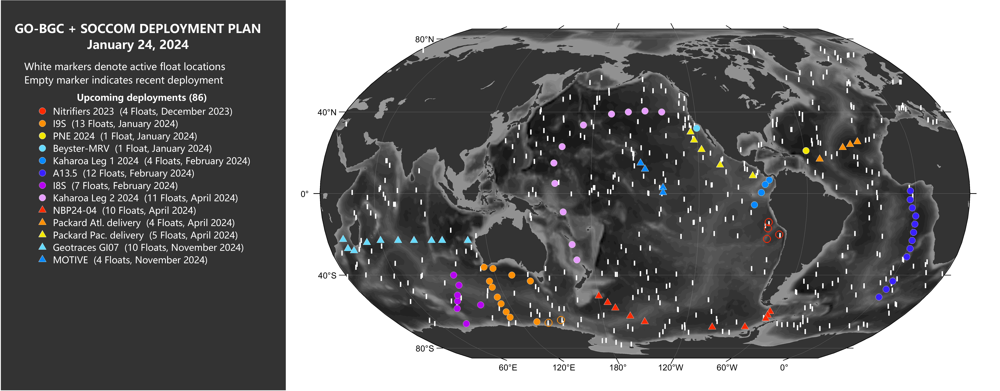 GO-BGC + SOCCOM DEPLOYMENT PLAN
January 24, 2024
White markers denote active float locations
Empty marker indicates recent deployment
Upcoming deployments (86)
Nitrifiers 2023 (4 Floats, December 2023)
I9S (13 Floats, January 2024)
PNE 2024 (1 Float, January 2024)
Beyster-MRV (1 Float, January 2024)
Kaharoa Leg 1 2024 (4 Floats, February 2024)
A13.5 (12 Floats, February 2024)
I8S (7 Floats, February 2024)
Kaharoa Leg 2 2024 (11 Floats, April 2024)
NBP24-04 (10 Floats, April 2024)
Packard Atl. delivery (4 Floats, April 2024)
Packard Pac. delivery (5 Floats, April 2024)
Geotraces GI07 (10 Floats, November 2024)
MOTIVE (4 Floats, November 2024)
80°N
40°N
0°
40°S
80°S
60°E 120°E 180° 120°W 60°W 0°